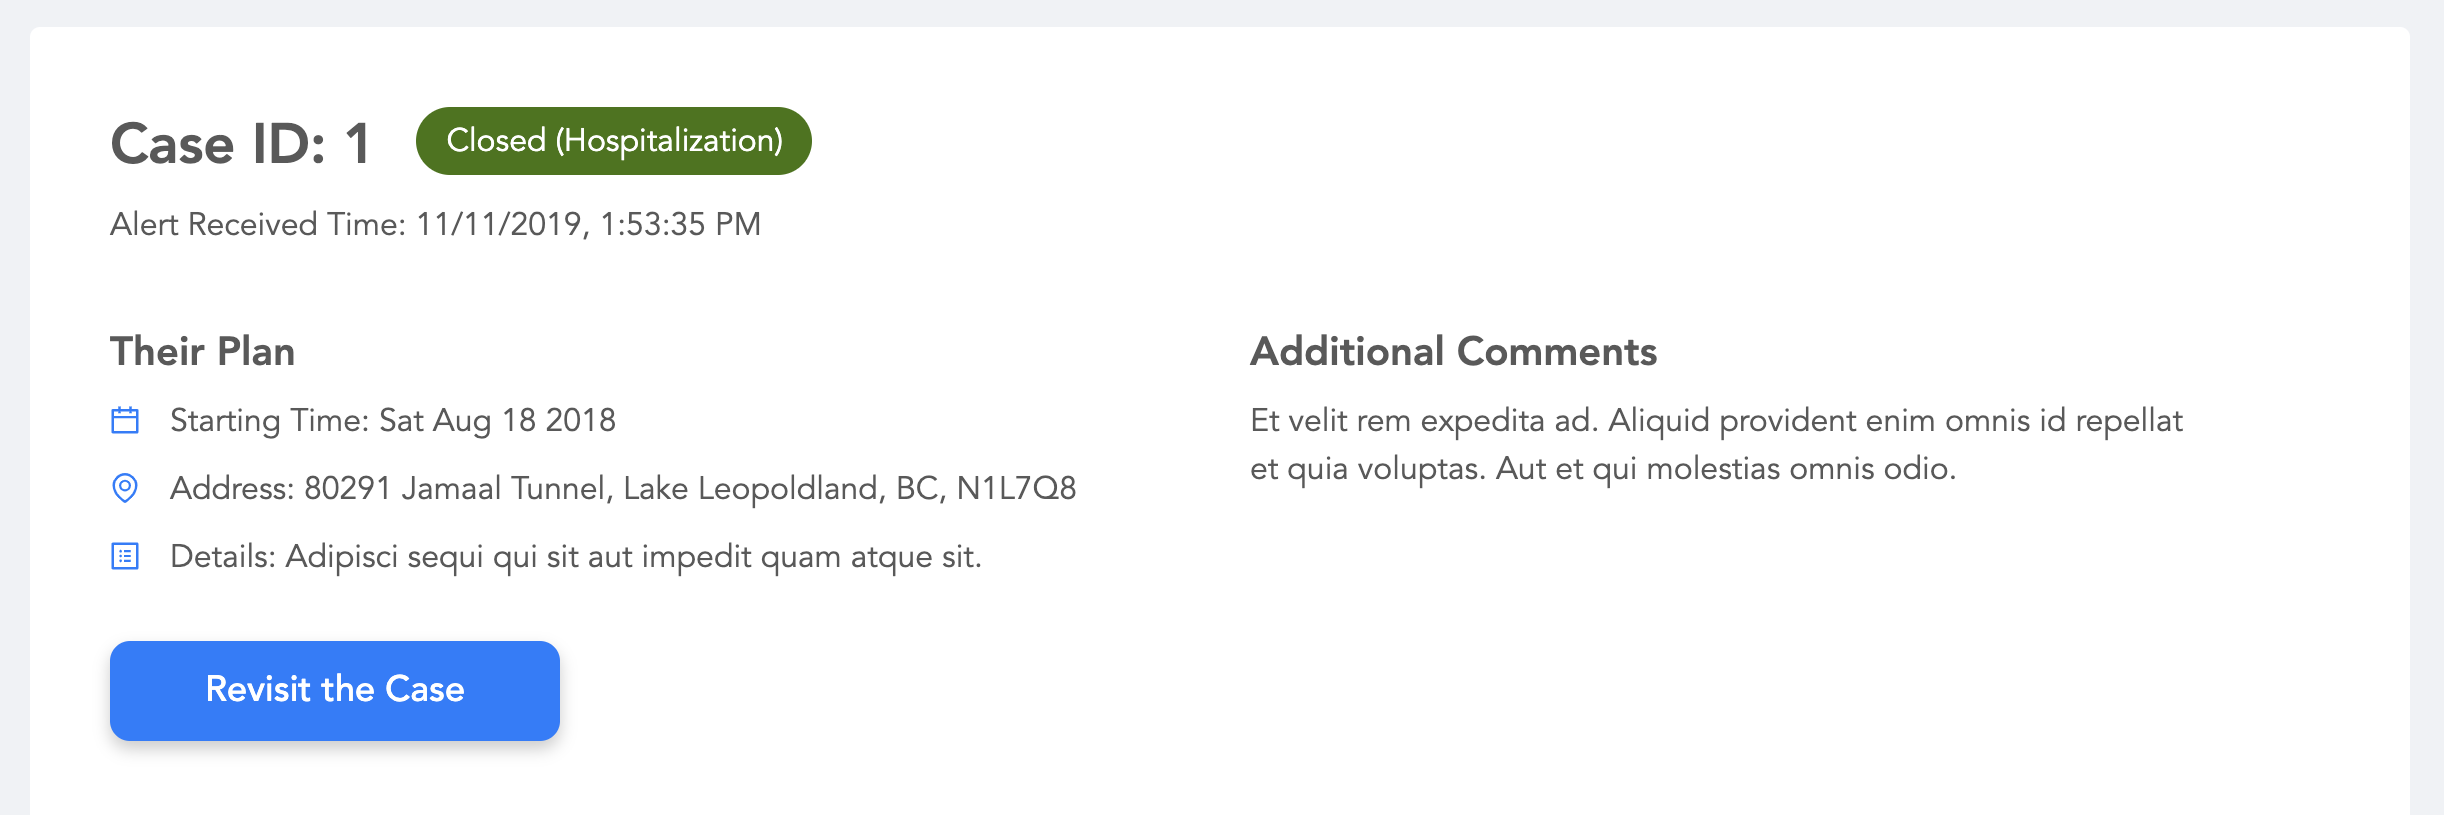 Case ID: 1
Closed (Hospitalization)
Alert Received Time: 11/11/2019, 1:53:35 PM
Their Plan
Starting Time: Sat Aug 18 2018
Address: 80291 Jamaal Tunnel, Lake Leopoldland, BC, N1L7Q8
Details: Adipisci sequi qui sit aut impedit quam atque sit.
Revisit the Case
Additional Comments
Et velit rem expedita ad. Aliquid provident enim omnis id repellat
et quia voluptas. Aut et qui molestias omnis odio.